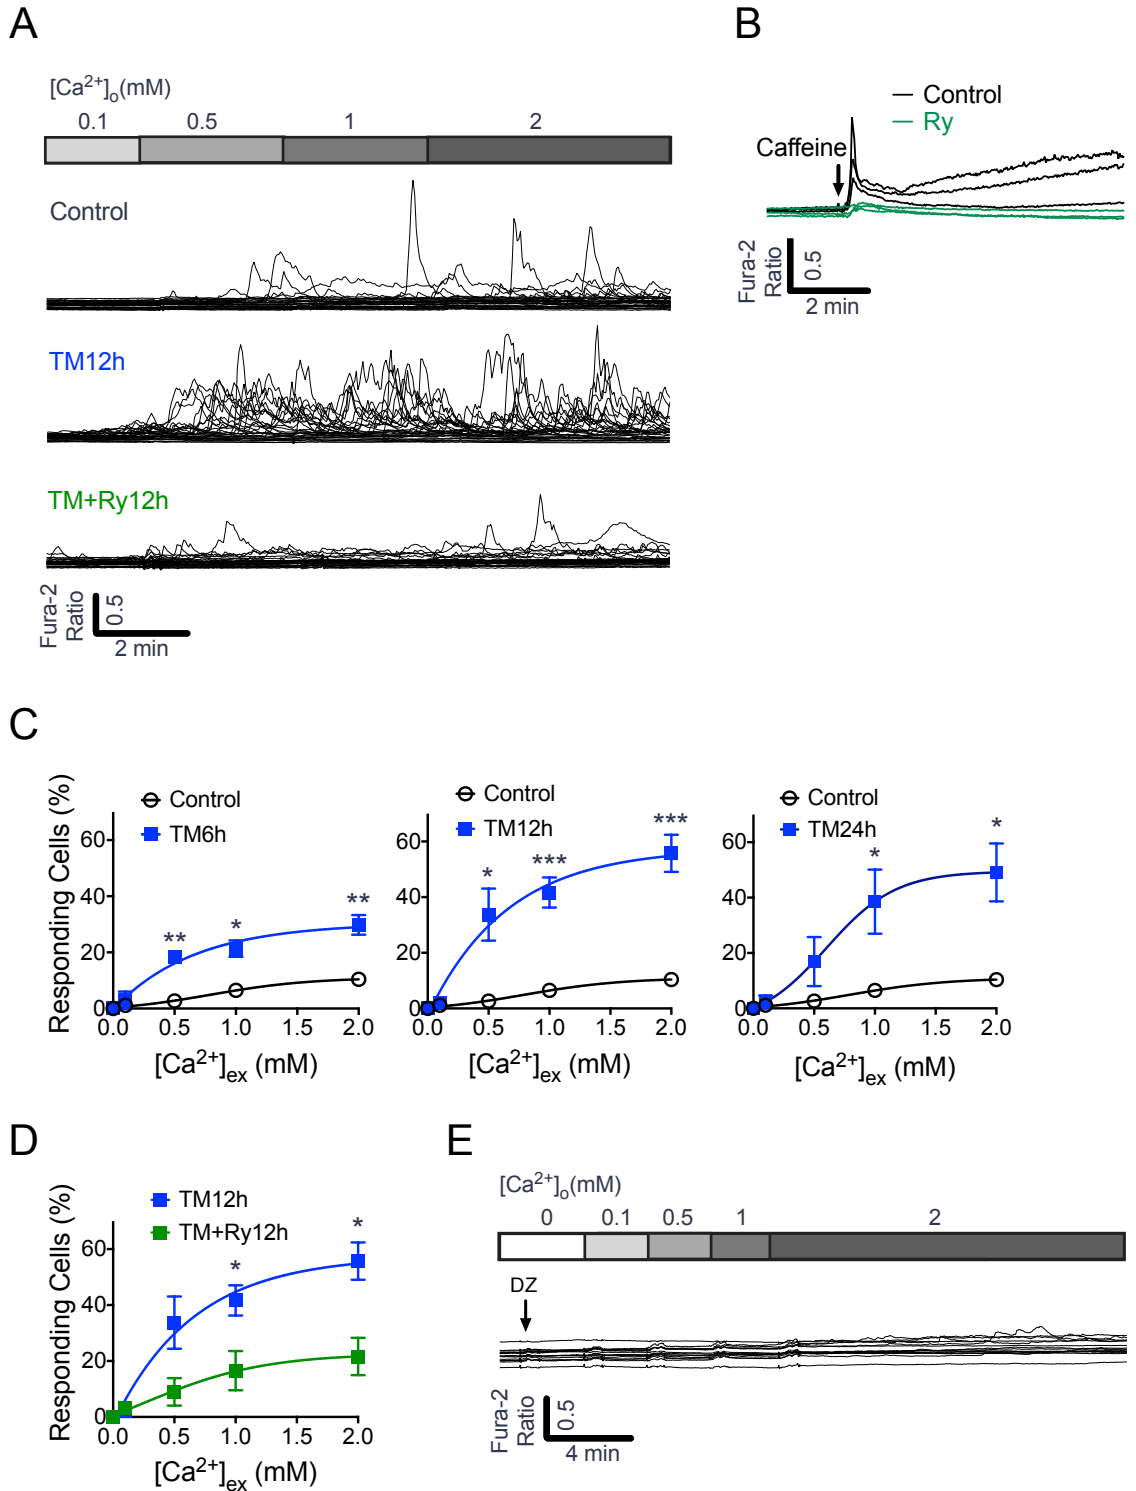 A
[Ca2+]o(mM)
0.1 0.5 1 2
Control
TM12h
TM+Ry12h
Fura-2
Ratio
0.5
2 min
B
Control
Ry
Caffeine
Fura-2
Ratio
0.5
2 min
C
Responding Cells (%)
Control
TM6h
60
40
20
0
** * **
0.0 0.5 1.0 1.5 2.0
[Ca2+]ex (mM)
Control
TM12h
60
40
20
0
* *** ***
0.0 0.5 1.0 1.5 2.0
[Ca2+]ex (mM)
Control
TM24h
60
40
20
0
* *
0.0 0.5 1.0 1.5 2.0
[Ca2+]ex (mM)
D
Responding Cells (%)
TM12h
TM+Ry12h
60
40
20
0
* *
0.0 0.5 1.0 1.5 2.0
[Ca2+]ex (mM)
E
[Ca2+]o(mM)
0 0.1 0.5 1 2
DZ
Fura-2
Ratio
0.5
4 min